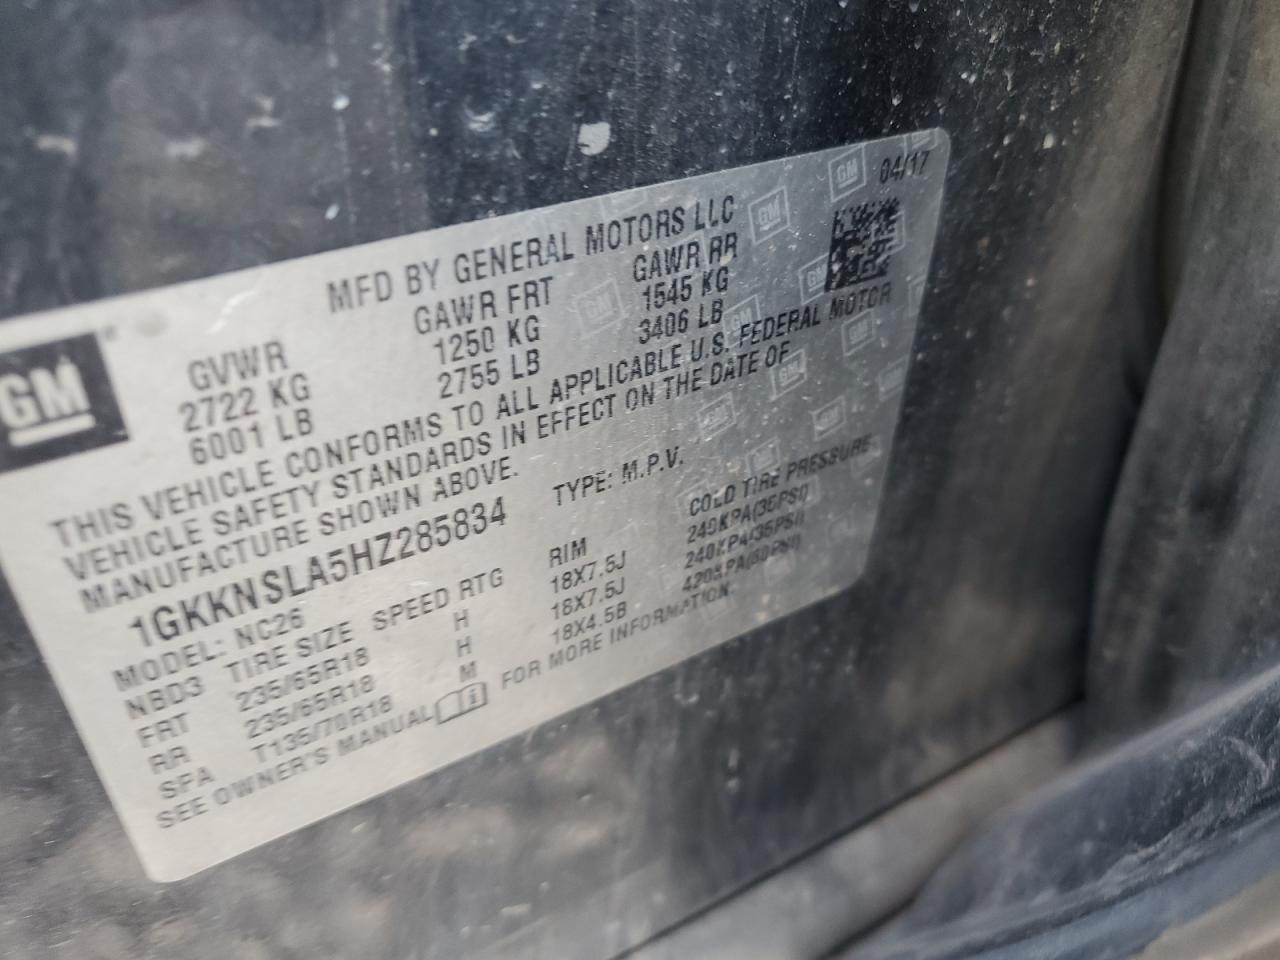 04/17
MFD BY GENERAL MOTORS LLC
GM
GVWR GAWR FRT GAWR RR
2722 KG 1250 KG 1545 KG
6001 LB 2755 LB 3406 LB
THIS VEHICLE CONFORMS TO ALL APPLICABLE U.S. FEDERAL MOTOR
VEHICLE SAFETY STANDARDS IN EFFECT ON THE DATE OF
MANUFACTURE SHOWN ABOVE.
1GKKNSLA5HZ285834 TYPE: M.P.V.
MODEL: NC26
NBD3 TIRE SIZE SPEED RTG RIM COLD TIRE PRESSURE
FRT 235/65R18 H 18X7.5J 240KPA(35PSI)
RR 235/65R18 H 18X7.5J 240KPA(35PSI)
SPA T135/70R18 M 18X4.5B 420KPA(60PSI)
SEE OWNER'S MANUAL FOR MORE INFORMATION.